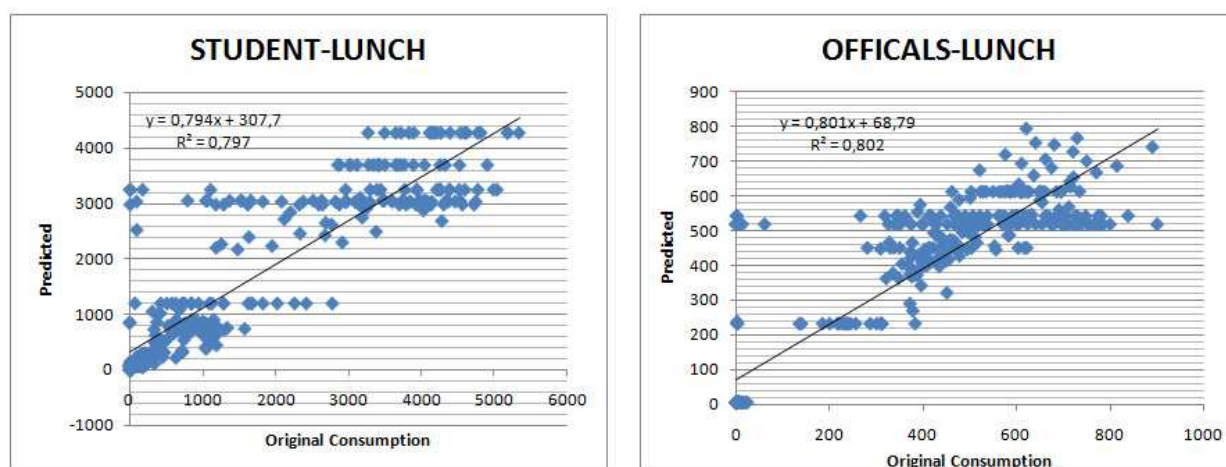 STUDENT-LUNCH
5000
4000
3000
2000
1000
0
-1000
y = 0,794x + 307,7
R² = 0,797
Predicted
0 1000 2000 3000 4000 5000 6000
Original Consumption
OFFICALS-LUNCH
900
800
700
600
500
400
300
200
100
0
y = 0,801x + 68,79
R² = 0,802
Predicted
0 200 400 600 800 1000
Original Consumption